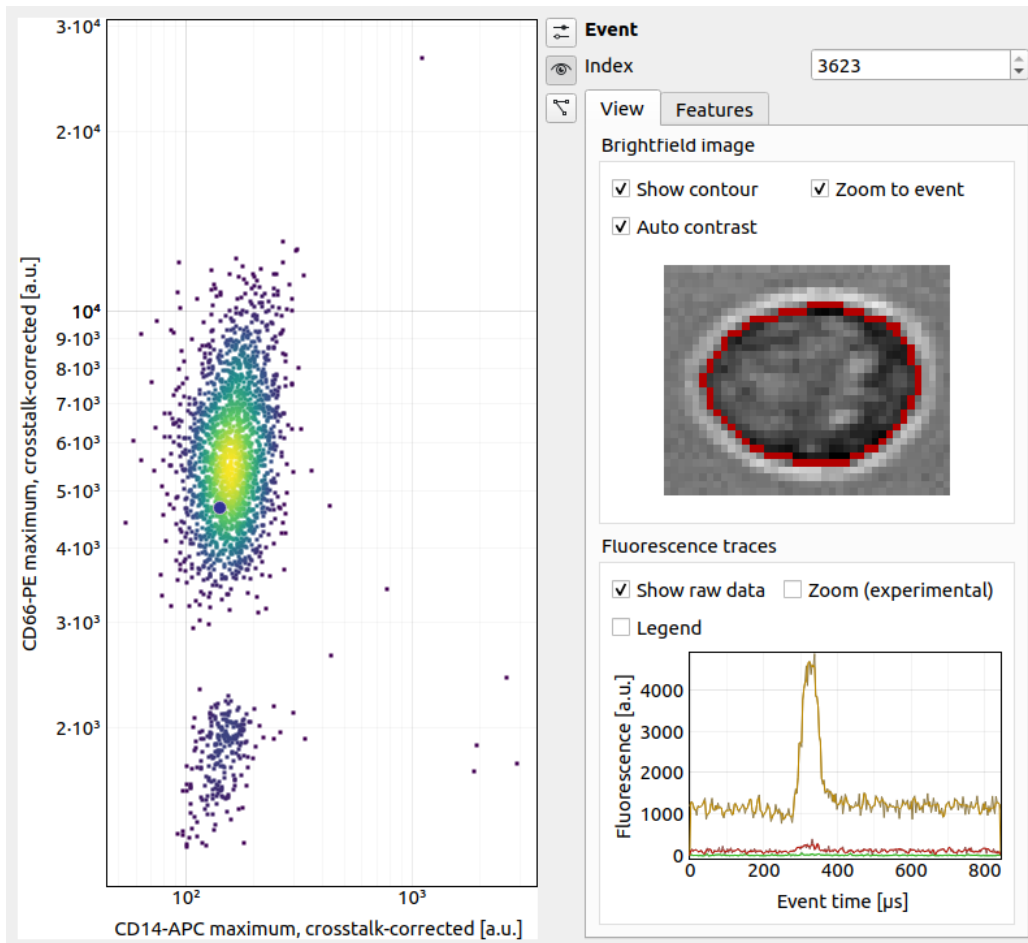 3·10⁴
2·10⁴
10⁴
9·10³
8·10³
7·10³
6·10³
5·10³
4·10³
3·10³
2·10³
CD66-PE maximum, crosstalk-corrected [a.u.]
10² 10³
CD14-APC maximum, crosstalk-corrected [a.u.]
Event
Index 3623
View Features
Brightfield image
Show contour Zoom to event
Auto contrast
Fluorescence traces
Show raw data Zoom (experimental)
Legend
Fluorescence [a.u.]
4000
3000
2000
1000
0
0 200 400 600 800
Event time [µs]